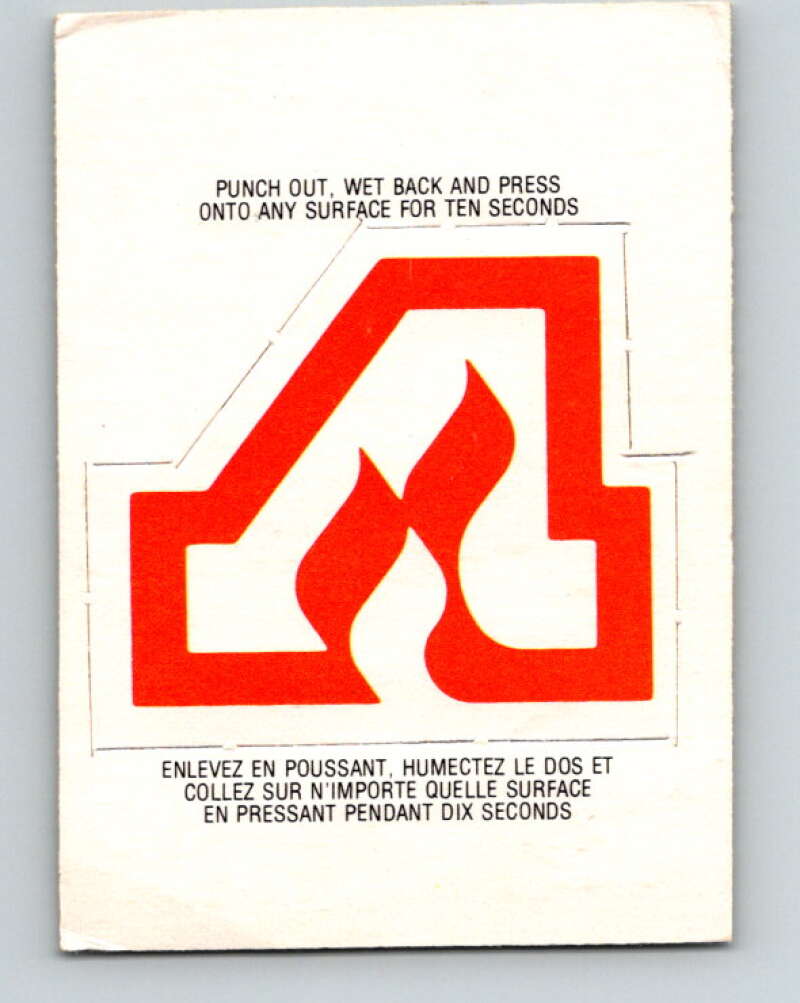 PUNCH OUT, WET BACK AND PRESS
ONTO ANY SURFACE FOR TEN SECONDS
ENLEVEZ EN POUSSANT, HUMECTEZ LE DOS ET
COLLEZ SUR N'IMPORTE QUELLE SURFACE
EN PRESSANT PENDANT DIX SECONDS